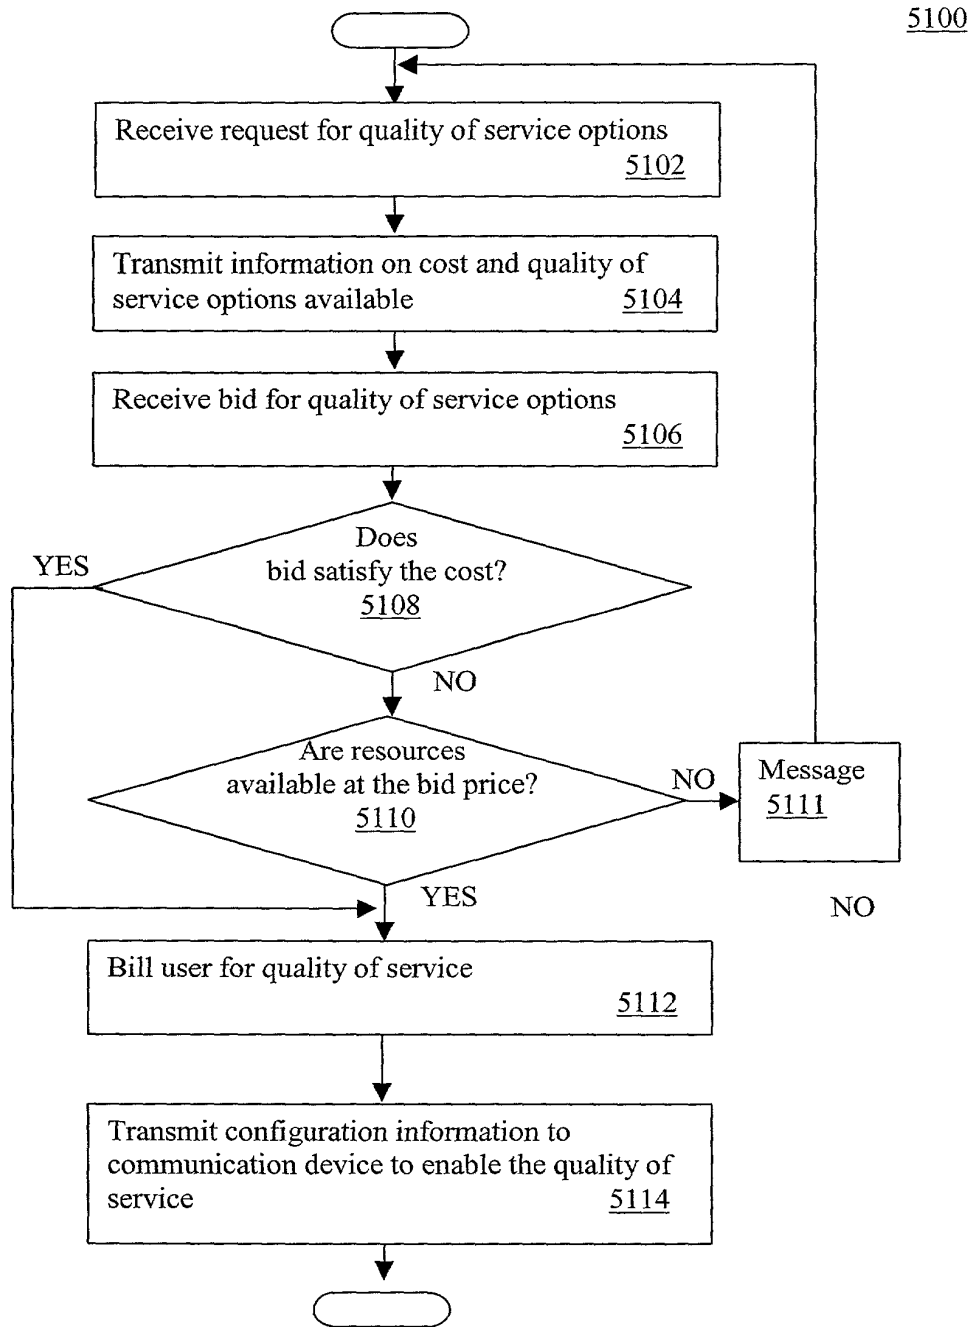 5100
Receive request for quality of service options
5102
Transmit information on cost and quality of
service options available 5104
Receive bid for quality of service options
5106
Does
bid satisfy the cost?
5108
YES
NO
Are resources
available at the bid price?
5110
NO
Message
5111
YES
NO
Bill user for quality of service
5112
Transmit configuration information to
communication device to enable the quality of
service 5114